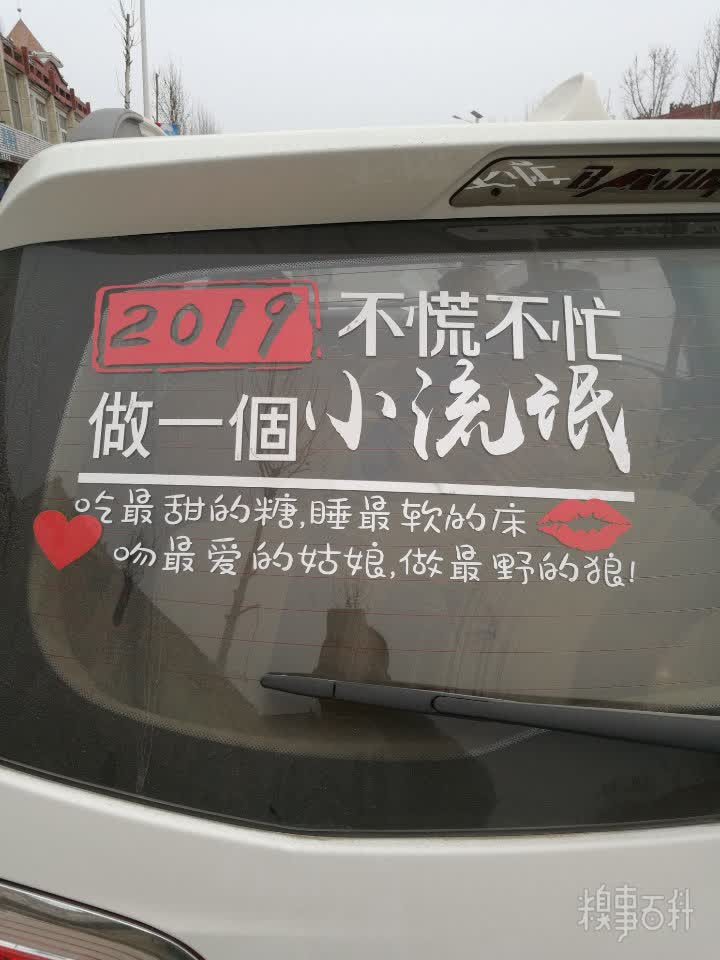 2019 不慌不忙
做一個小流氓
吃最甜的糖,睡最软的床
吻最爱的姑娘,做最野的狼!
糗事百科